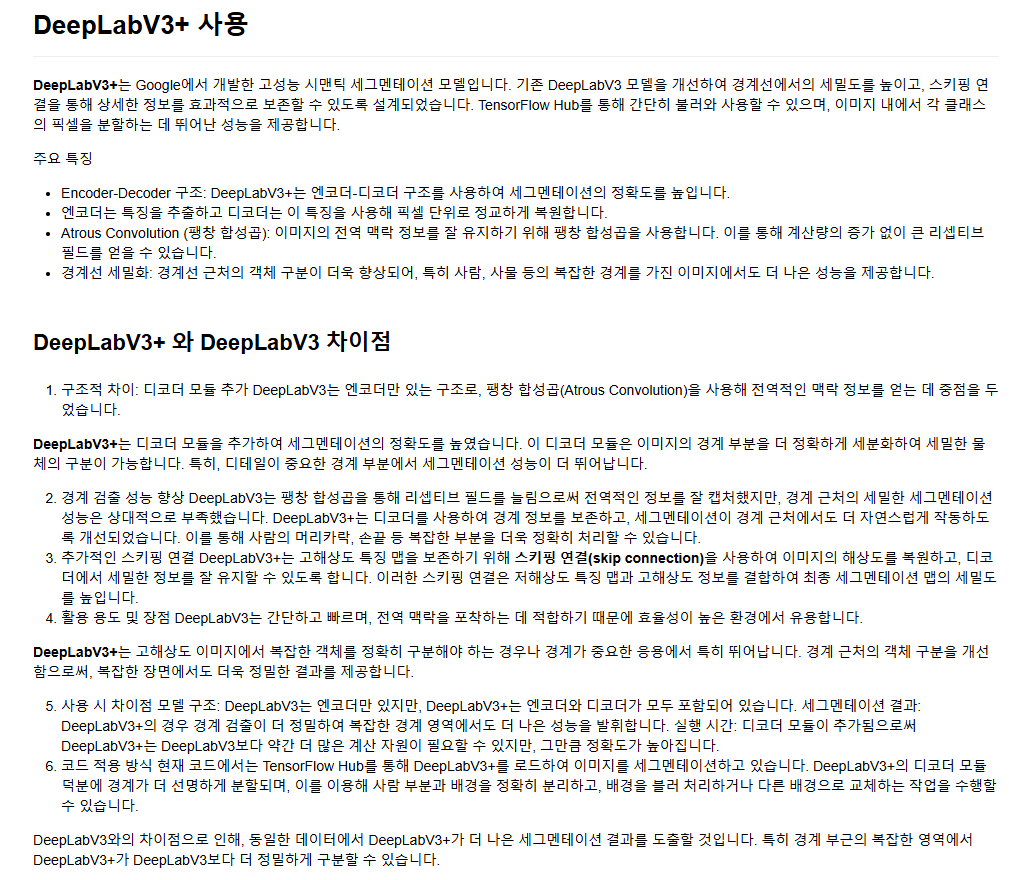 DeepLabV3+ 사용
DeepLabV3+는 Google에서 개발한 고성능 시맨틱 세그멘테이션 모델입니다. 기존 DeepLabV3 모델을 개선하여 경계선에서의 세밀도를 높이고, 스키핑 연
결을 통해 상세한 정보를 효과적으로 보존할 수 있도록 설계되었습니다. TensorFlow Hub를 통해 간단히 불러와 사용할 수 있으며, 이미지 내에서 각 클래스
의 픽셀을 분할하는 데 뛰어난 성능을 제공합니다.
주요 특징
• Encoder-Decoder 구조: DeepLabV3+는 엔코더-디코더 구조를 사용하여 세그멘테이션의 정확도를 높입니다.
• 엔코더는 특징을 추출하고 디코더는 이 특징을 사용해 픽셀 단위로 정교하게 복원합니다.
• Atrous Convolution (팽창 합성곱): 이미지의 전역 맥락 정보를 잘 유지하기 위해 팽창 합성곱을 사용합니다. 이를 통해 계산량의 증가 없이 큰 리셉티브
필드를 얻을 수 있습니다.
• 경계선 세밀화: 경계선 근처의 객체 구분이 더욱 향상되어, 특히 사람, 사물 등의 복잡한 경계를 가진 이미지에서도 더 나은 성능을 제공합니다.
DeepLabV3+ 와 DeepLabV3 차이점
1. 구조적 차이: 디코더 모듈 추가 DeepLabV3는 엔코더만 있는 구조로, 팽창 합성곱(Atrous Convolution)을 사용해 전역적인 맥락 정보를 얻는 데 중점을 두
었습니다.
DeepLabV3+는 디코더 모듈을 추가하여 세그멘테이션의 정확도를 높였습니다. 이 디코더 모듈은 이미지의 경계 부분을 더 정확하게 세분화하여 세밀한 물
체의 구분이 가능합니다. 특히, 디테일이 중요한 경계 부분에서 세그멘테이션 성능이 더 뛰어납니다.
2. 경계 검출 성능 향상 DeepLabV3는 팽창 합성곱을 통해 리셉티브 필드를 늘림으로써 전역적인 정보를 잘 캡처했지만, 경계 근처의 세밀한 세그멘테이션
성능은 상대적으로 부족했습니다. DeepLabV3+는 디코더를 사용하여 경계 정보를 보존하고, 세그멘테이션이 경계 근처에서도 더 자연스럽게 작동하도
록 개선되었습니다. 이를 통해 사람의 머리카락, 손끝 등 복잡한 부분을 더욱 정확히 처리할 수 있습니다.
3. 추가적인 스키핑 연결 DeepLabV3+는 고해상도 특징 맵을 보존하기 위해 스키핑 연결(skip connection)을 사용하여 이미지의 해상도를 복원하고, 디코
더에서 세밀한 정보를 잘 유지할 수 있도록 합니다. 이러한 스키핑 연결은 저해상도 특징 맵과 고해상도 정보를 결합하여 최종 세그멘테이션 맵의 세밀도
를 높입니다.
4. 활용 용도 및 장점 DeepLabV3는 간단하고 빠르며, 전역 맥락을 포착하는 데 적합하기 때문에 효율성이 높은 환경에서 유용합니다.
DeepLabV3+는 고해상도 이미지에서 복잡한 객체를 정확히 구분해야 하는 경우나 경계가 중요한 응용에서 특히 뛰어납니다. 경계 근처의 객체 구분을 개선
함으로써, 복잡한 장면에서도 더욱 정밀한 결과를 제공합니다.
5. 사용 시 차이점 모델 구조: DeepLabV3는 엔코더만 있지만, DeepLabV3+는 엔코더와 디코더가 모두 포함되어 있습니다. 세그멘테이션 결과:
DeepLabV3+의 경우 경계 검출이 더 정밀하여 복잡한 경계 영역에서도 더 나은 성능을 발휘합니다. 실행 시간: 디코더 모듈이 추가됨으로써
DeepLabV3+는 DeepLabV3보다 약간 더 많은 계산 자원이 필요할 수 있지만, 그만큼 정확도가 높아집니다.
6. 코드 적용 방식 현재 코드에서는 TensorFlow Hub를 통해 DeepLabV3+를 로드하여 이미지를 세그멘테이션하고 있습니다. DeepLabV3+의 디코더 모듈
덕분에 경계가 더 선명하게 분할되며, 이를 이용해 사람 부분과 배경을 정확히 분리하고, 배경을 블러 처리하거나 다른 배경으로 교체하는 작업을 수행할
수 있습니다.
DeepLabV3와의 차이점으로 인해, 동일한 데이터에서 DeepLabV3+가 더 나은 세그멘테이션 결과를 도출할 것입니다. 특히 경계 부근의 복잡한 영역에서
DeepLabV3+가 DeepLabV3보다 더 정밀하게 구분할 수 있습니다.